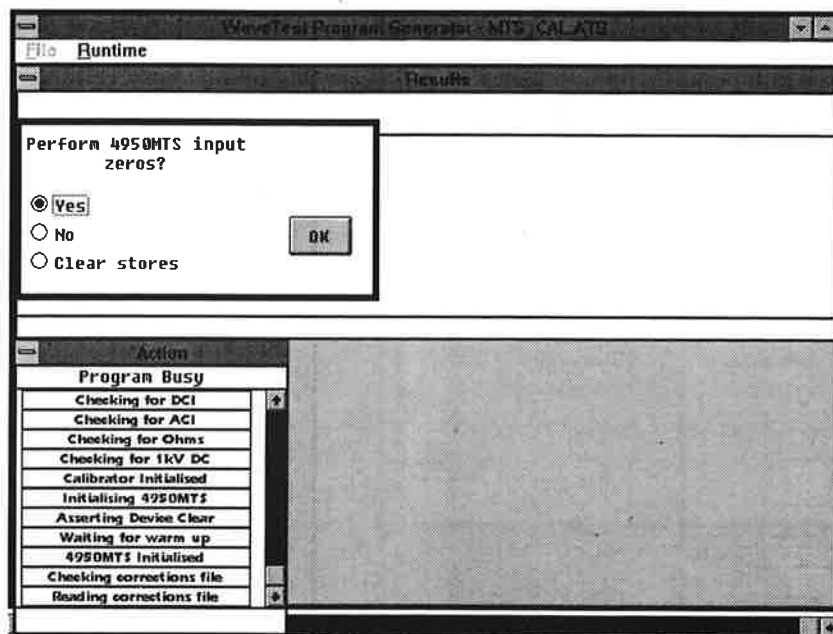 WaveTest Program Generator - MTS_CAL.ATS
File Runtime
Results
Perform 4950MTS input
zeros?
Yes
No
OK
Clear stores
Action
Program Busy
Checking for DCI
Checking for ACI
Checking for Ohms
Checking for 1kV DC
Calibrator Initialised
Initialising 4950MTS
Asserting Device Clear
Waiting for warm up
4950MTS Initialised
Checking corrections file
Reading corrections file